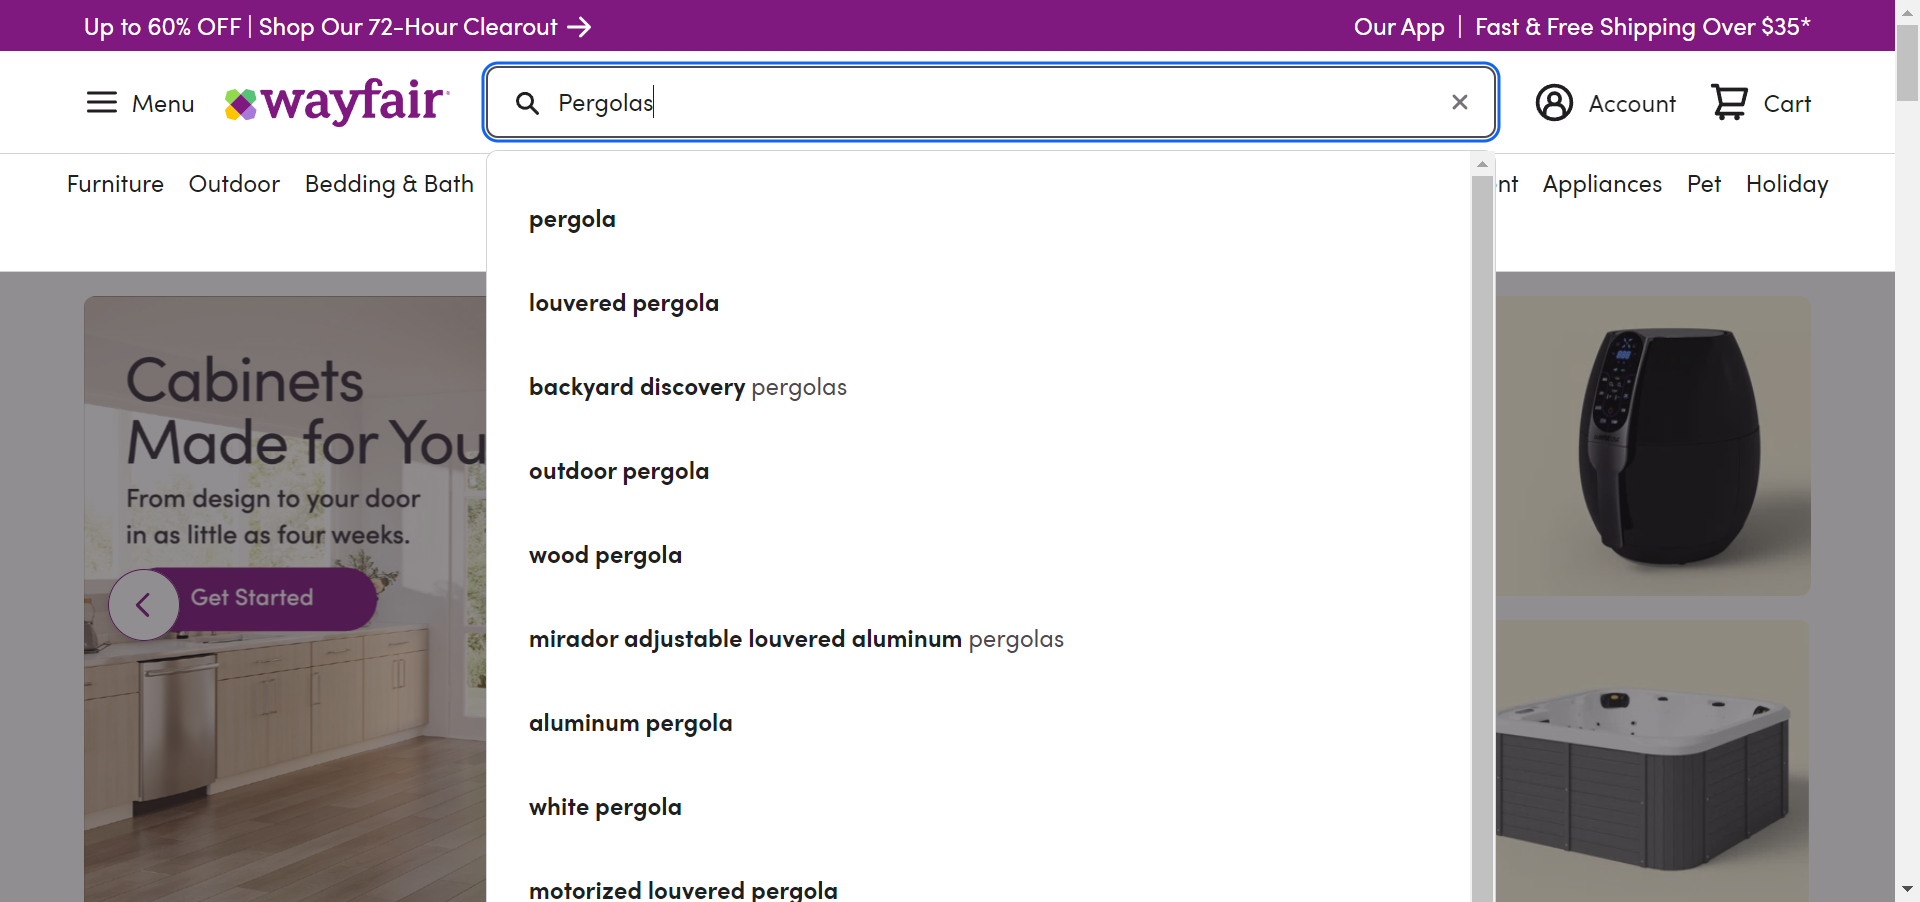 Up to 60% OFF | Shop Our 72-Hour Clearout
Our App | Fast & Free Shipping Over $35*
Menu
wayfair
Pergolas
Account
Cart
Furniture Outdoor Bedding & Bath
nt Appliances Pet Holiday
pergola
louvered pergola
backyard discovery pergolas
outdoor pergola
wood pergola
mirador adjustable louvered aluminum pergolas
aluminum pergola
white pergola
motorized louvered pergola
Cabinets
Made for You
From design to your door
in as little as four weeks.
Get Started